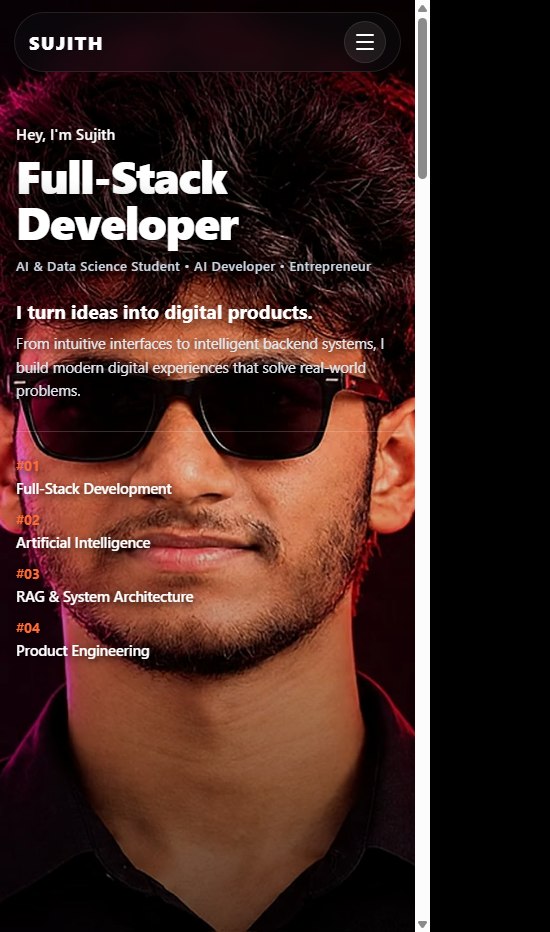 SUJITH
Hey, I'm Sujith
Full-Stack
Developer
AI & Data Science Student • AI Developer • Entrepreneur
I turn ideas into digital products.
From intuitive interfaces to intelligent backend systems, I
build modern digital experiences that solve real-world
problems.
#01
Full-Stack Development
#02
Artificial Intelligence
#03
RAG & System Architecture
#04
Product Engineering